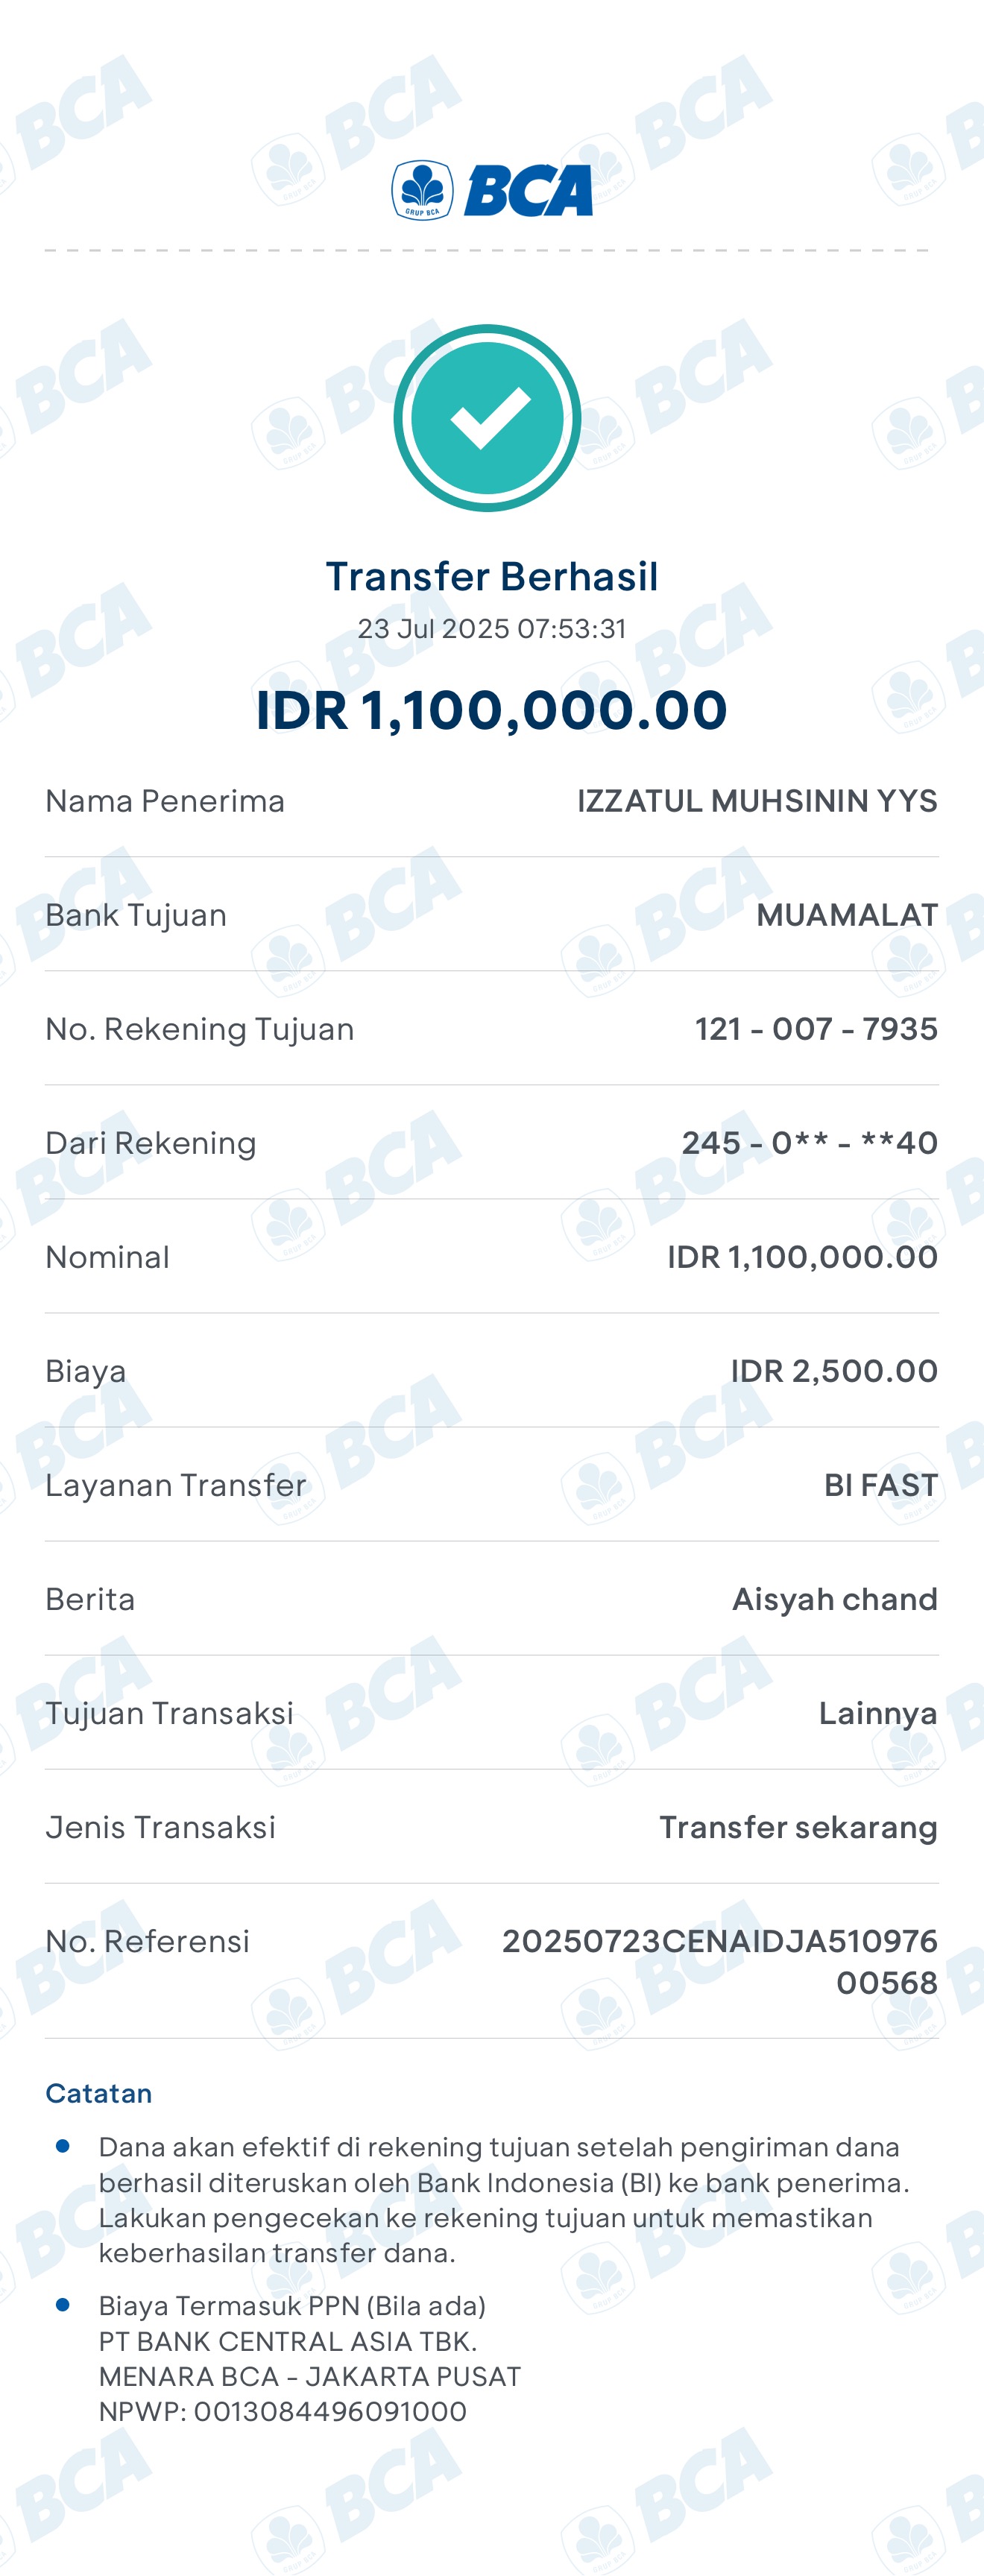 GRUP BCA
BCA
Transfer Berhasil
23 Jul 2025 07:53:31
IDR 1,100,000.00
Nama Penerima IZZATUL MUHSININ YYS
Bank Tujuan MUAMALAT
No. Rekening Tujuan 121 - 007 - 7935
Dari Rekening 245 - 0** - **40
Nominal IDR 1,100,000.00
Biaya IDR 2,500.00
Layanan Transfer BI FAST
Berita Aisyah chand
Tujuan Transaksi Lainnya
Jenis Transaksi Transfer sekarang
No. Referensi 20250723CENAIDJA510976
00568
Catatan
Dana akan efektif di rekening tujuan setelah pengiriman dana
berhasil diteruskan oleh Bank Indonesia (BI) ke bank penerima.
Lakukan pengecekan ke rekening tujuan untuk memastikan
keberhasilan transfer dana.
Biaya Termasuk PPN (Bila ada)
PT BANK CENTRAL ASIA TBK.
MENARA BCA - JAKARTA PUSAT
NPWP: 0013084496091000